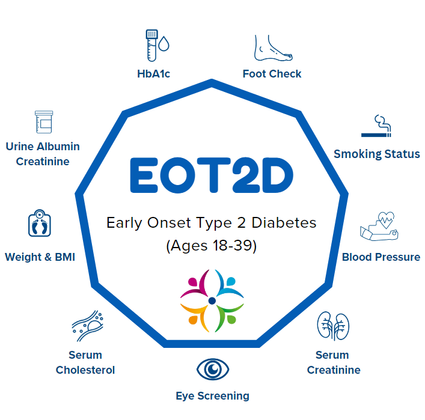 HbA1c
Foot Check
Urine Albumin
Creatinine
Smoking Status
EOT2D
Early Onset Type 2 Diabetes
(Ages 18-39)
Weight & BMI
Blood Pressure
Serum
Cholesterol
Serum
Creatinine
Eye Screening